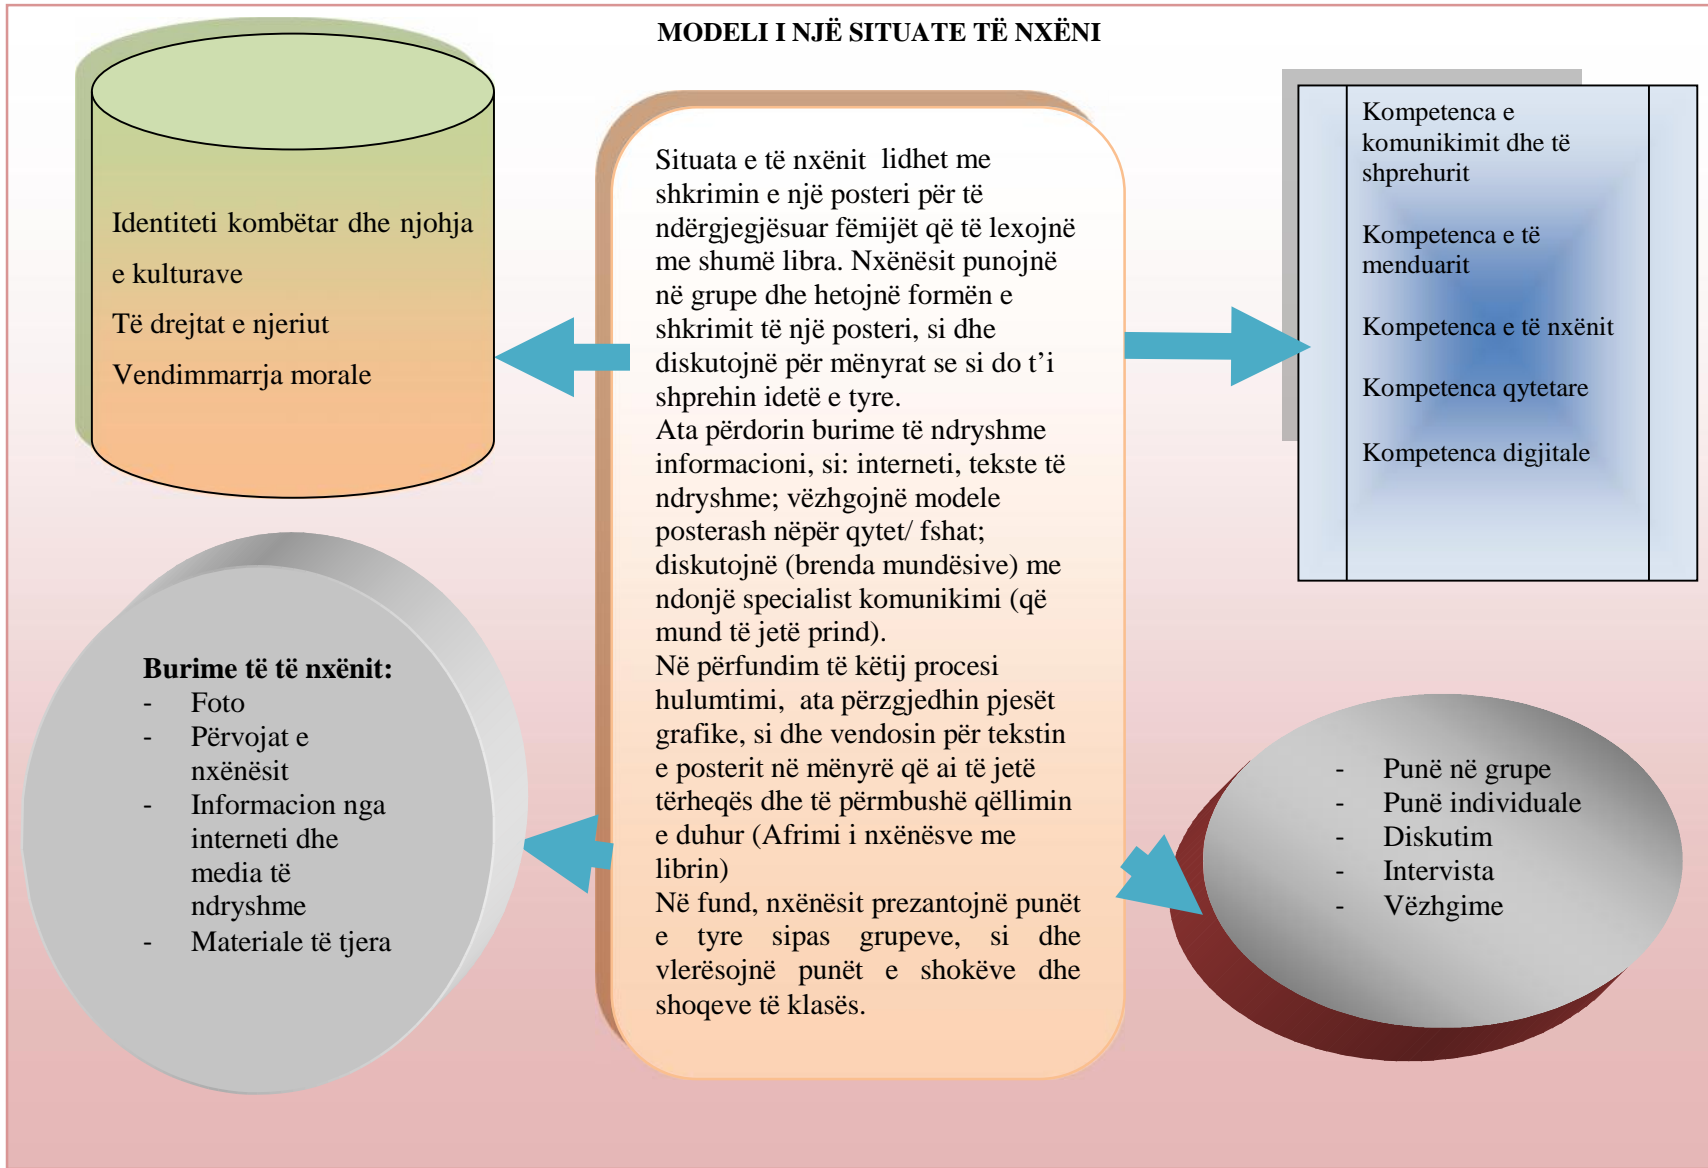 MODELI I NJË SITUATE TË NXËNI
Identiteti kombëtar dhe njohja
e kulturave
Të drejtat e njeriut
Vendimmarrja morale
Situata e të nxënit lidhet me
shkrimin e një posteri për të
ndërgjegjësuar fëmijët që të lexojnë
me shumë libra. Nxënësit punojnë
në grupe dhe hetojnë formën e
shkrimit të një posteri, si dhe
diskutojnë për mënyrat se si do t’i
shprehin idetë e tyre.
Ata përdorin burime të ndryshme
informacioni, si: interneti, tekste të
ndryshme; vëzhgojnë modele
posterash nëpër qytet/ fshat;
diskutojnë (brenda mundësive) me
ndonjë specialist komunikimi (që
mund të jetë prind).
Në përfundim të këtij procesi
hulumtimi, ata përzgjedhin pjesët
grafike, si dhe vendosin për tekstin
e posterit në mënyrë që ai të jetë
tërheqës dhe të përmbushë qëllimin
e duhur (Afrimi i nxënësve me
librin)
Në fund, nxënësit prezantojnë punët
e tyre sipas grupeve, si dhe
vlerësojnë punët e shokëve dhe
shoqeve të klasës.
Kompetenca e
komunikimit dhe të
shprehurit
Kompetenca e të
menduarit
Kompetenca e të nxënit
Kompetenca qytetare
Kompetenca digjitale
Burime të të nxënit:
- Foto
- Përvojat e
nxënësit
- Informacion nga
interneti dhe
media të
ndryshme
- Materiale të tjera
- Punë në grupe
- Punë individuale
- Diskutim
- Intervista
- Vëzhgime